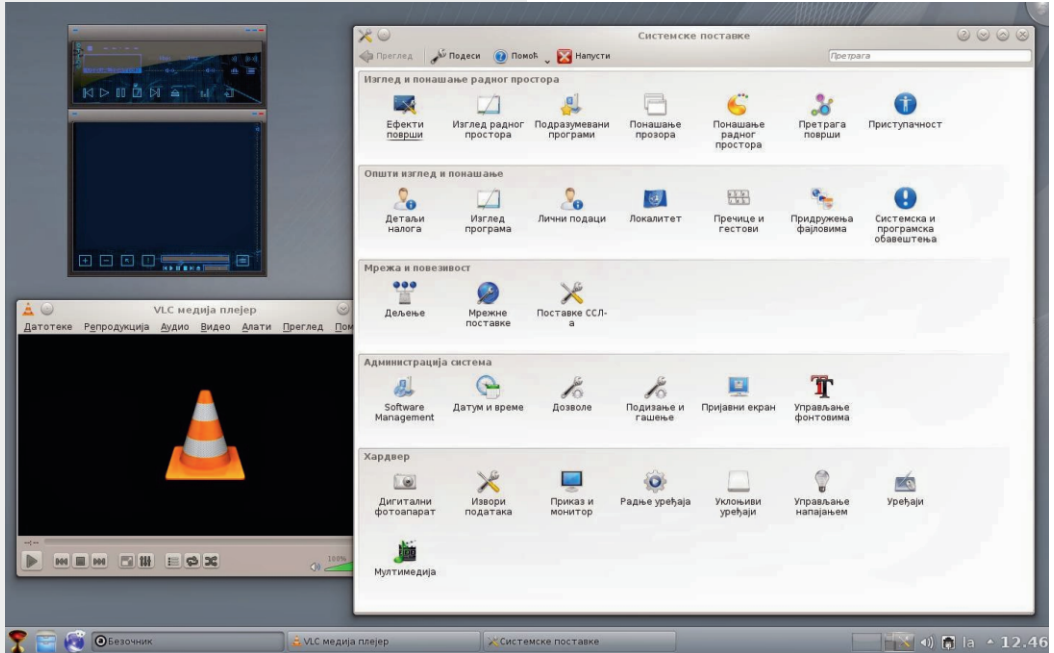 Системске поставке
Преглед Подеси Помоћ Напусти Претрага
Изглед и понашање радног простора
Ефекти површи
Изглед радног простора
Подразумевани програми
Понашање прозора
Понашање радног простора
Претрага површи
Приступачност
Општи изглед и понашање
Детаљи налога
Изглед програма
Лични подаци
Локалитет
Пречице и гестови
Придружења фајловима
Системска и програмска обавештења
Мрежа и повезивост
Дељење
Мрежне поставке
Поставке ССЛ-а
Администрација система
Software Management
Датум и време
Дозволе
Подизање и гашење
Пријавни екран
Управљање фонтовима
Хардвер
Дигитални фотоапарат
Извори података
Приказ и монитор
Радње уређаја
Уклоњиви уређаји
Управљање напајањем
Уређаји
Мултимедија
VLC медија плејер
Датотеке Репродукција Аудио Видео Алати Преглед Пом
100%
Безочник
VLC медија плејер
Системске поставке
la
12.46